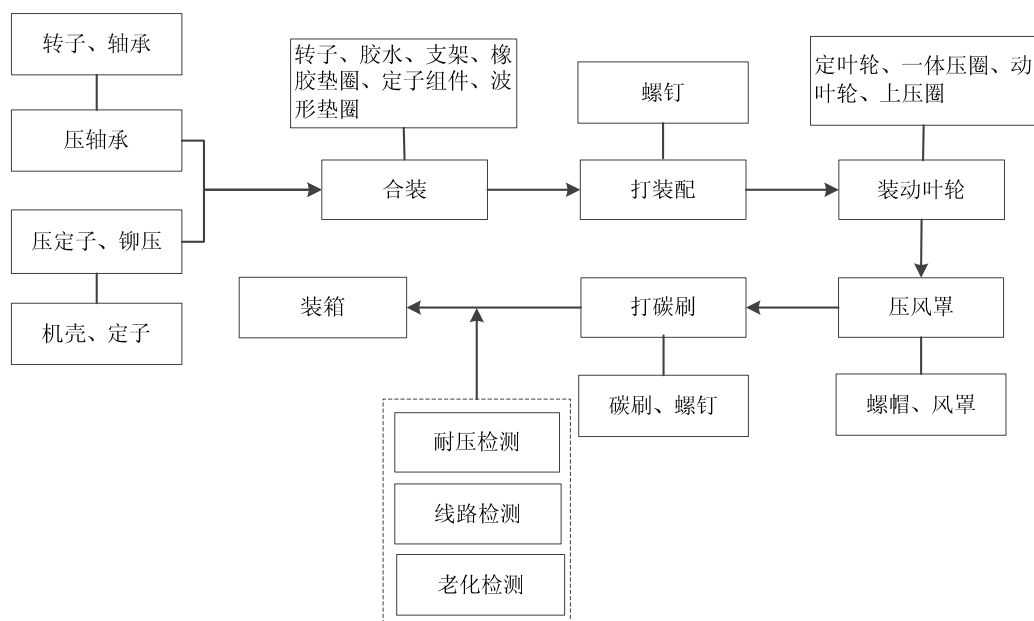 转子、轴承
压轴承
压定子、铆压
机壳、定子
转子、胶水、支架、橡
胶垫圈、定子组件、波
形垫圈
合装
螺钉
打装配
定叶轮、一体压圈、动
叶轮、上压圈
装动叶轮
压风罩
螺帽、风罩
打碳刷
碳刷、螺钉
装箱
耐压检测
线路检测
老化检测